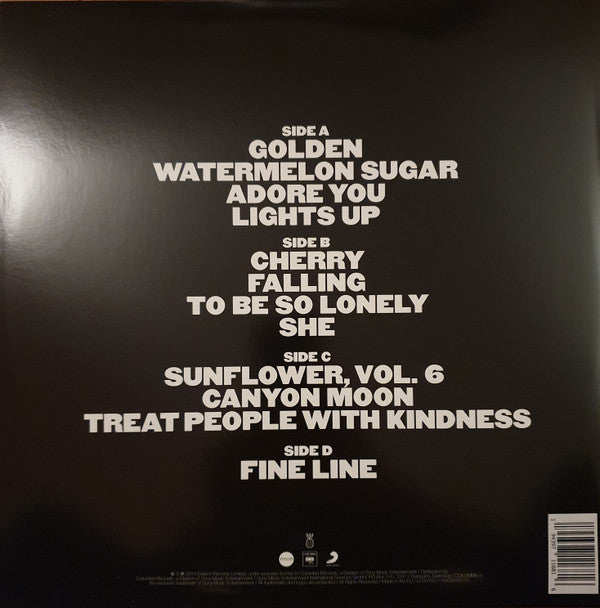 SIDE A
GOLDEN
WATERMELON SUGAR
ADORE YOU
LIGHTS UP
SIDE B
CHERRY
FALLING
TO BE SO LONELY
SHE
SIDE C
SUNFLOWER, VOL. 6
CANYON MOON
TREAT PEOPLE WITH KINDNESS
SIDE D
FINE LINE